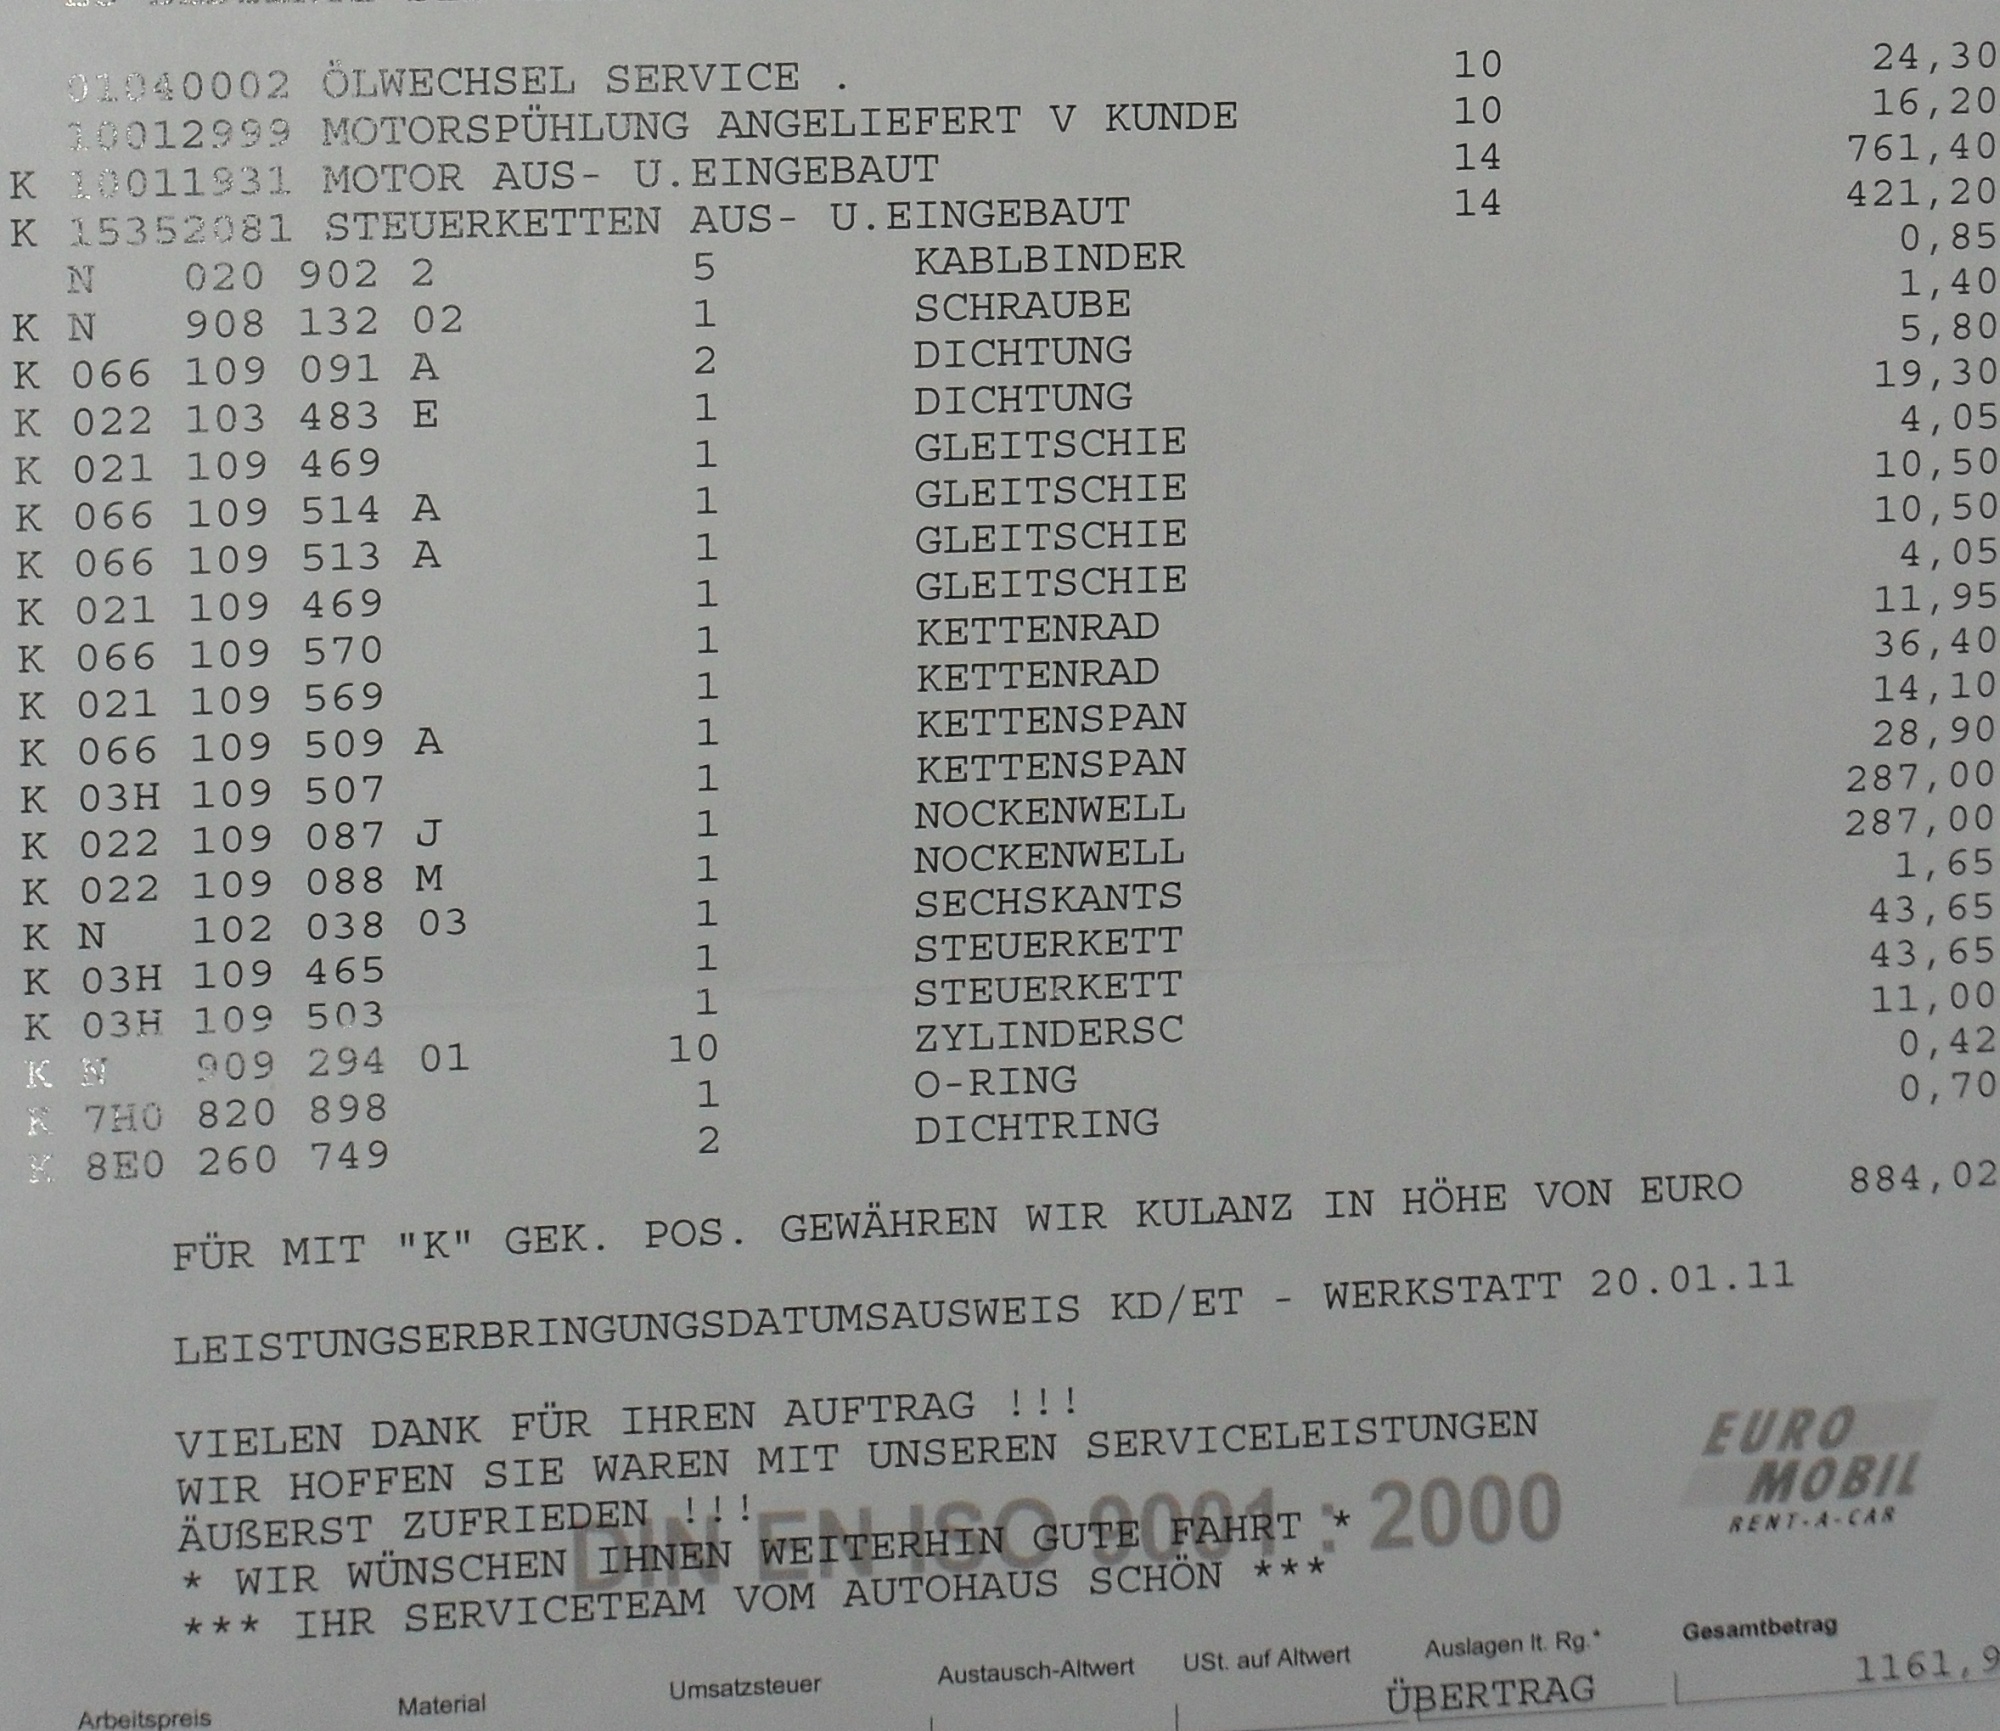 01040002 ÖLWECHSEL SERVICE . 10 24,30
10012999 MOTORSPÜHLUNG ANGELIEFERT V KUNDE 10 16,20
K 10011931 MOTOR AUS- U.EINGEBAUT 14 761,40
K 15352081 STEUERKETTEN AUS- U.EINGEBAUT 14 421,20
N 020 902 2 5 KABLBINDER 0,85
K N 908 132 02 1 SCHRAUBE 1,40
K 066 109 091 A 2 DICHTUNG 5,80
K 022 103 483 E 1 DICHTUNG 19,30
K 021 109 469 1 GLEITSCHIE 4,05
K 066 109 514 A 1 GLEITSCHIE 10,50
K 066 109 513 A 1 GLEITSCHIE 10,50
K 021 109 469 1 GLEITSCHIE 4,05
K 066 109 570 1 KETTENRAD 11,95
K 021 109 569 1 KETTENRAD 36,40
K 066 109 509 A 1 KETTENSPAN 14,10
K 03H 109 507 1 KETTENSPAN 28,90
K 022 109 087 J 1 NOCKENWELL 287,00
K 022 109 088 M 1 NOCKENWELL 287,00
K N 102 038 03 1 SECHSKANTS 1,65
K 03H 109 465 1 STEUERKETT 43,65
K 03H 109 503 1 STEUERKETT 43,65
K N 909 294 01 10 ZYLINDERSC 11,00
K 7H0 820 898 1 O-RING 0,42
K 8E0 260 749 2 DICHTRING 0,70
FÜR MIT "K" GEK. POS. GEWÄHREN WIR KULANZ IN HÖHE VON EURO 884,02
LEISTUNGSERBRINGUNGSDATUMSAUSWEIS KD/ET - WERKSTATT 20.01.11
VIELEN DANK FÜR IHREN AUFTRAG !!!
WIR HOFFEN SIE WAREN MIT UNSEREN SERVICELEISTUNGEN
ÄUßERST ZUFRIEDEN !!!
* WIR WÜNSCHEN IHNEN WEITERHIN GUTE FAHRT *
*** IHR SERVICETEAM VOM AUTOHAUS SCHÖN ***
DIN EN ISO 9001 : 2000
EURO
MOBIL
RENT-A-CAR
Arbeitspreis Material Umsatzsteuer Austausch-Altwert USt. auf Altwert Auslagen lt. Rg.* Gesamtbetrag
ÜBERTRAG 1161,9